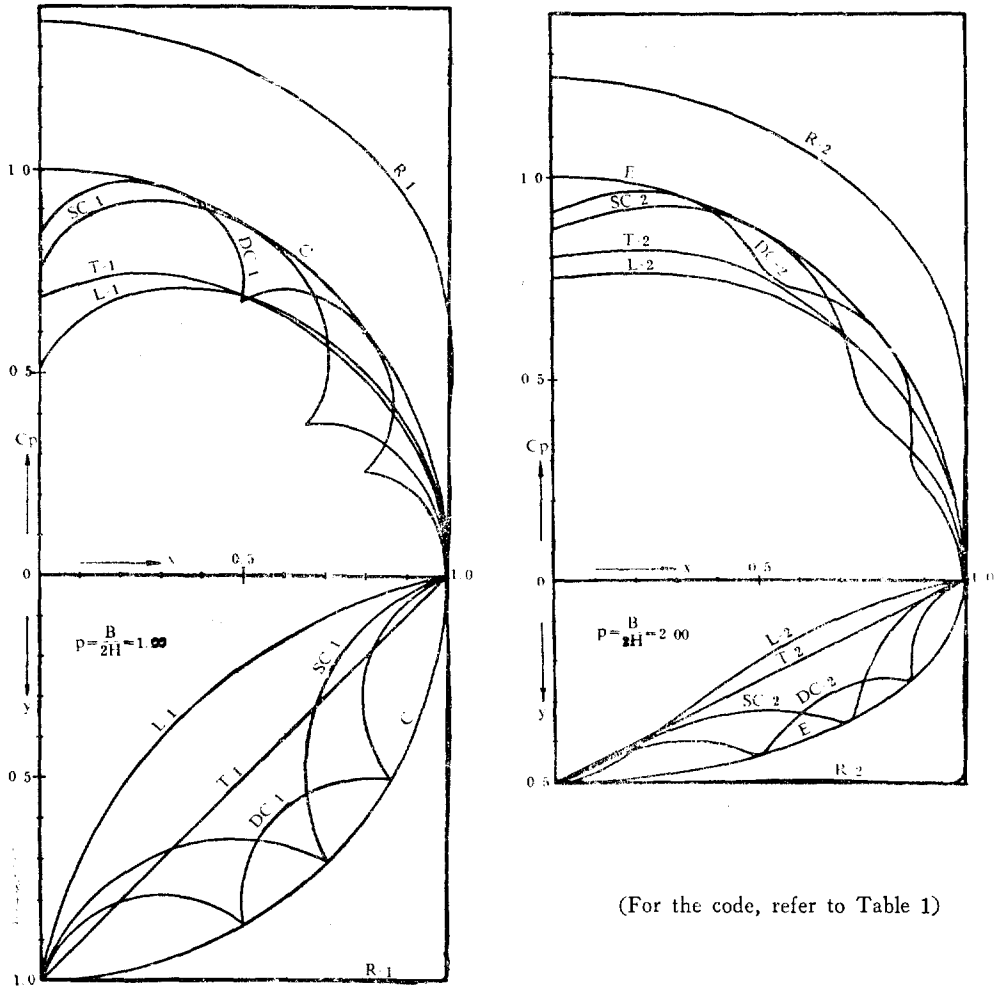 R-1
1.0
SC-1
DC-1
C
T-1
L-1
0.5
Cp
x
0.5
0
1.0
p=B/2H=1.00
y
SC-1
C
L-1
T-1
0.5
DC-1
R-1
1.0
R-2
1.0
E
SC-2
DC-2
T-2
L-2
0.5
Cp
x
0.5
0
1.0
p=B/2H=2.00
y
L-2
T-2
SC-2
DC-2
E
R-2
0.5
(For the code, refer to Table 1)